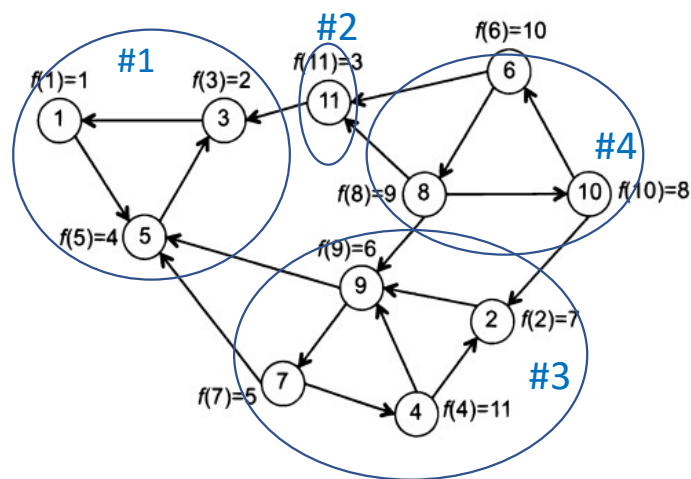 #2
f(6)=10
#1
f(11)=3
f(1)=1
f(3)=2
6
1
3
11
#4
8
10
f(8)=9
f(10)=8
5
f(5)=4
f(9)=6
9
2
f(2)=7
#3
7
f(7)=5
4
f(4)=11